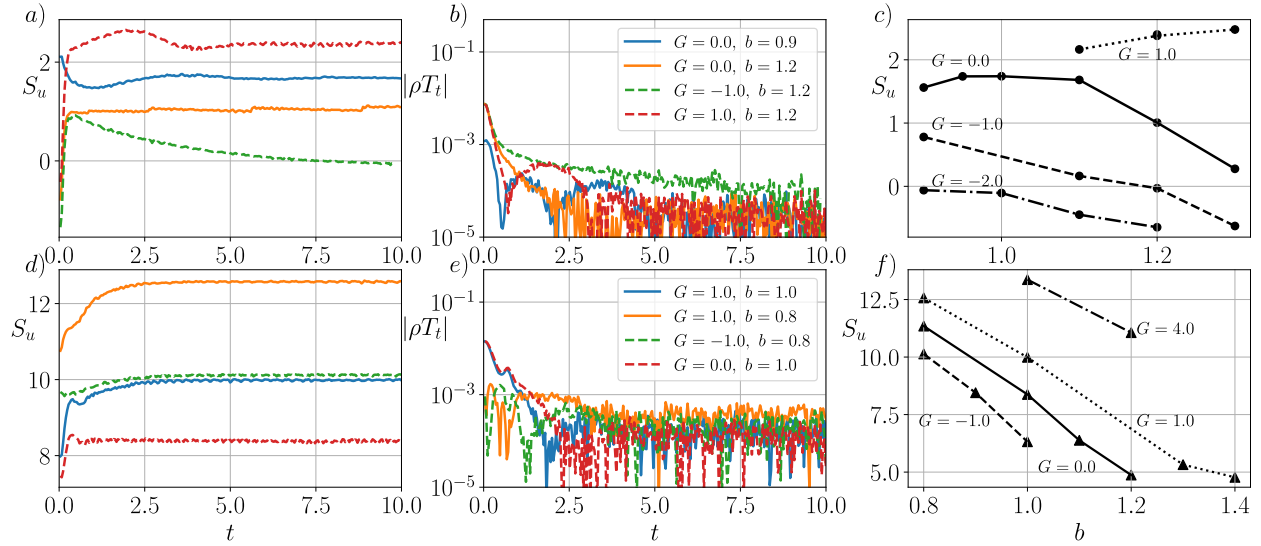 a)
S_u
2
0
0.0 2.5 5.0 7.5 10.0
b)
|ρT_t|
10^{-1}
10^{-3}
10^{-5}
0.0 2.5 5.0 7.5 10.0
G = 0.0, b = 0.9
G = 0.0, b = 1.2
G = −1.0, b = 1.2
G = 1.0, b = 1.2
c)
S_u
2
1
0
1.0 1.2
G = 1.0
G = 0.0
G = −1.0
G = −2.0
d)
S_u
12
10
8
0.0 2.5 5.0 7.5 10.0
t
e)
|ρT_t|
10^{-1}
10^{-3}
10^{-5}
0.0 2.5 5.0 7.5 10.0
t
G = 1.0, b = 1.0
G = 1.0, b = 0.8
G = −1.0, b = 0.8
G = 0.0, b = 1.0
f)
S_u
12.5
10.0
7.5
5.0
0.8 1.0 1.2 1.4
b
G = 4.0
G = 1.0
G = −1.0
G = 0.0